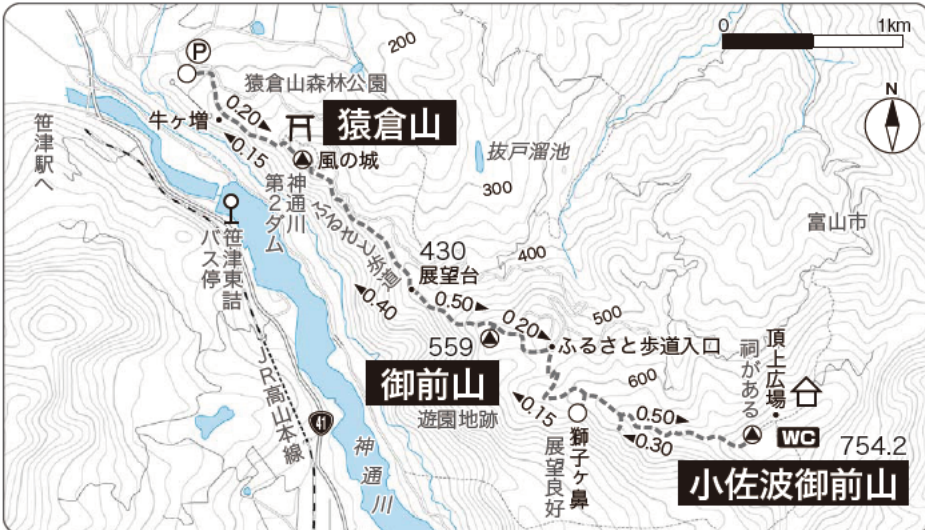 0
1km
N
200
P
猿倉山森林公園
猿倉山
牛ヶ増
0.20
0.15
風の城
笹津駅へ
神通川
第2ダム
抜戸溜池
300
富山市
笹津東詰
バス停
ふるさと歩道
430
展望台
400
0.40
0.50
0 20
500
559
ふるさと歩道入口
御前山
遊園地跡
600
頂上広場
祠がある
JR高山本線
41
神通川
0.15
獅子ヶ鼻
展望良好
0.50
0.30
WC
754.2
小佐波御前山